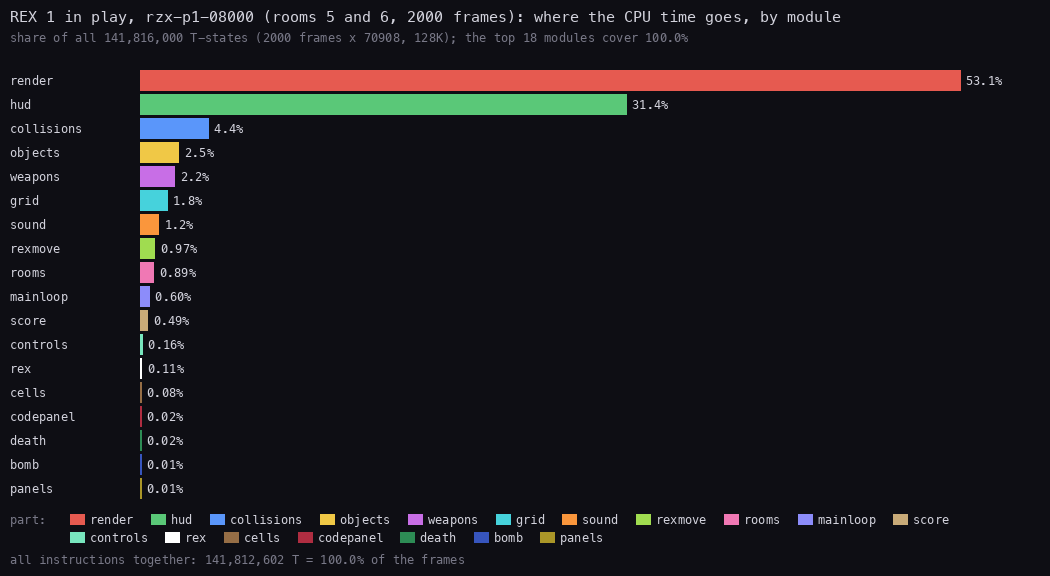 REX 1 in play, rzx-p1-08000 (rooms 5 and 6, 2000 frames): where the CPU time goes, by module
share of all 141,816,000 T-states (2000 frames x 70908, 128K); the top 18 modules cover 100.0%
render 53.1%
hud 31.4%
collisions 4.4%
objects 2.5%
weapons 2.2%
grid 1.8%
sound 1.2%
rexmove 0.97%
rooms 0.89%
mainloop 0.60%
score 0.49%
controls 0.16%
rex 0.11%
cells 0.08%
codepanel 0.02%
death 0.02%
bomb 0.01%
panels 0.01%
part: render hud collisions objects weapons grid sound rexmove rooms mainloop score
controls rex cells codepanel death bomb panels
all instructions together: 141,812,602 T = 100.0% of the frames